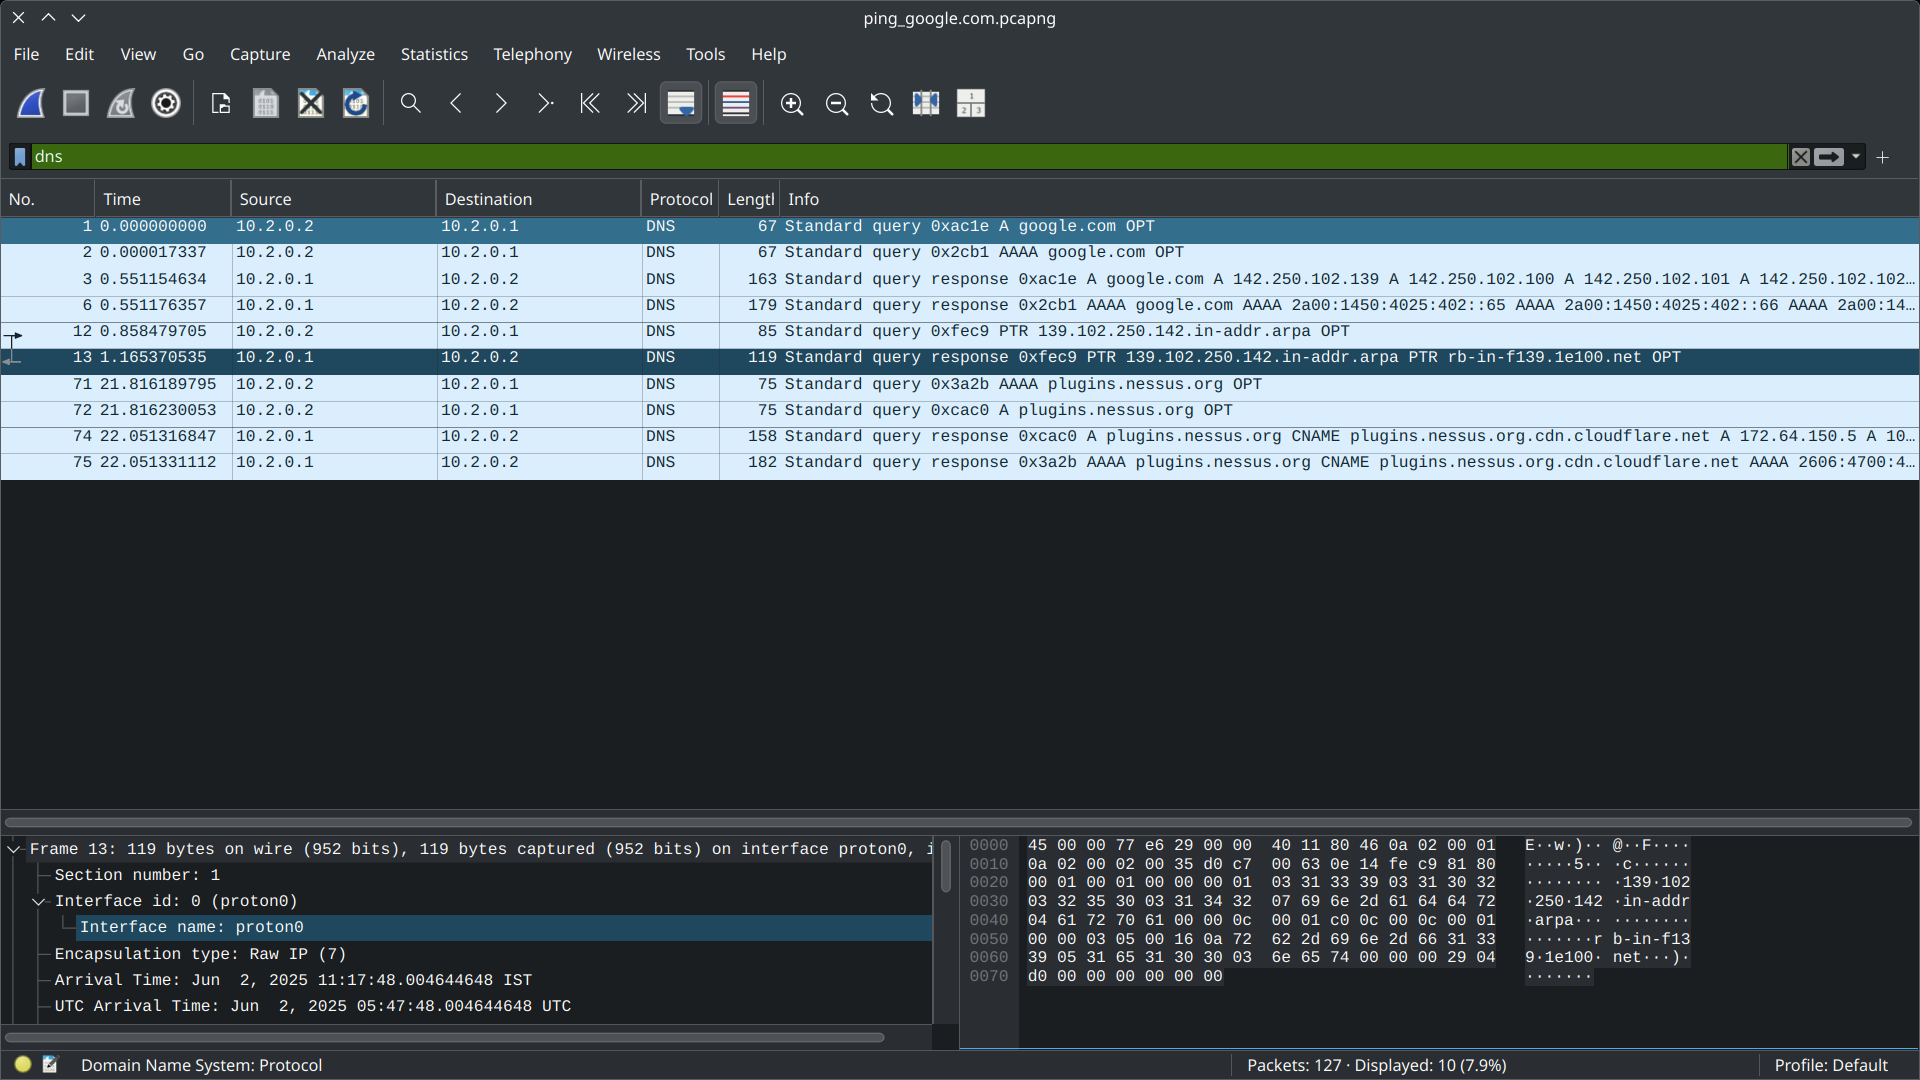 ping_google.com.pcapng
File Edit View Go Capture Analyze Statistics Telephony Wireless Tools Help
dns
No. Time Source Destination Protocol Length Info
1 0.000000000 10.2.0.2 10.2.0.1 DNS 67 Standard query 0xac1e A google.com OPT
2 0.000017337 10.2.0.2 10.2.0.1 DNS 67 Standard query 0x2cb1 AAAA google.com OPT
3 0.551154634 10.2.0.1 10.2.0.2 DNS 163 Standard query response 0xac1e A google.com A 142.250.102.139 A 142.250.102.100 A 142.250.102.101 A 142.250.102.102…
6 0.551176357 10.2.0.1 10.2.0.2 DNS 179 Standard query response 0x2cb1 AAAA google.com AAAA 2a00:1450:4025:402::65 AAAA 2a00:1450:4025:402::66 AAAA 2a00:14…
12 0.858479705 10.2.0.2 10.2.0.1 DNS 85 Standard query 0xfec9 PTR 139.102.250.142.in-addr.arpa OPT
13 1.165370535 10.2.0.1 10.2.0.2 DNS 119 Standard query response 0xfec9 PTR 139.102.250.142.in-addr.arpa PTR rb-in-f139.1e100.net OPT
71 21.816189795 10.2.0.2 10.2.0.1 DNS 75 Standard query 0x3a2b AAAA plugins.nessus.org OPT
72 21.816230053 10.2.0.2 10.2.0.1 DNS 75 Standard query 0xcac0 A plugins.nessus.org OPT
74 22.051316847 10.2.0.1 10.2.0.2 DNS 158 Standard query response 0xcac0 A plugins.nessus.org CNAME plugins.nessus.org.cdn.cloudflare.net A 172.64.150.5 A 10…
75 22.051331112 10.2.0.1 10.2.0.2 DNS 182 Standard query response 0x3a2b AAAA plugins.nessus.org CNAME plugins.nessus.org.cdn.cloudflare.net AAAA 2606:4700:4…
Frame 13: 119 bytes on wire (952 bits), 119 bytes captured (952 bits) on interface proton0, i
Section number: 1
Interface id: 0 (proton0)
Interface name: proton0
Encapsulation type: Raw IP (7)
Arrival Time: Jun  2, 2025 11:17:48.004644648 IST
UTC Arrival Time: Jun  2, 2025 05:47:48.004644648 UTC
0000 45 00 00 77 e6 29 00 00 40 11 80 46 0a 02 00 01 E··w·)·· @··F····
0010 0a 02 00 02 00 35 d0 c7 00 63 0e 14 fe c9 81 80 ·····5·· ·c······
0020 00 01 00 01 00 00 00 01 03 31 33 39 03 31 30 32 ········ ·139·102
0030 03 32 35 30 03 31 34 32 07 69 6e 2d 61 64 64 72 ·250·142 ·in-addr
0040 04 61 72 70 61 00 00 0c 00 01 c0 0c 00 0c 00 01 ·arpa··· ········
0050 00 00 03 05 00 16 0a 72 62 2d 69 6e 2d 66 31 33 ·······r b-in-f13
0060 39 05 31 65 31 30 30 03 6e 65 74 00 00 00 29 04 9·1e100· net···)·
0070 d0 00 00 00 00 00 00 ·······
Domain Name System: Protocol
Packets: 127 · Displayed: 10 (7.9%)
Profile: Default